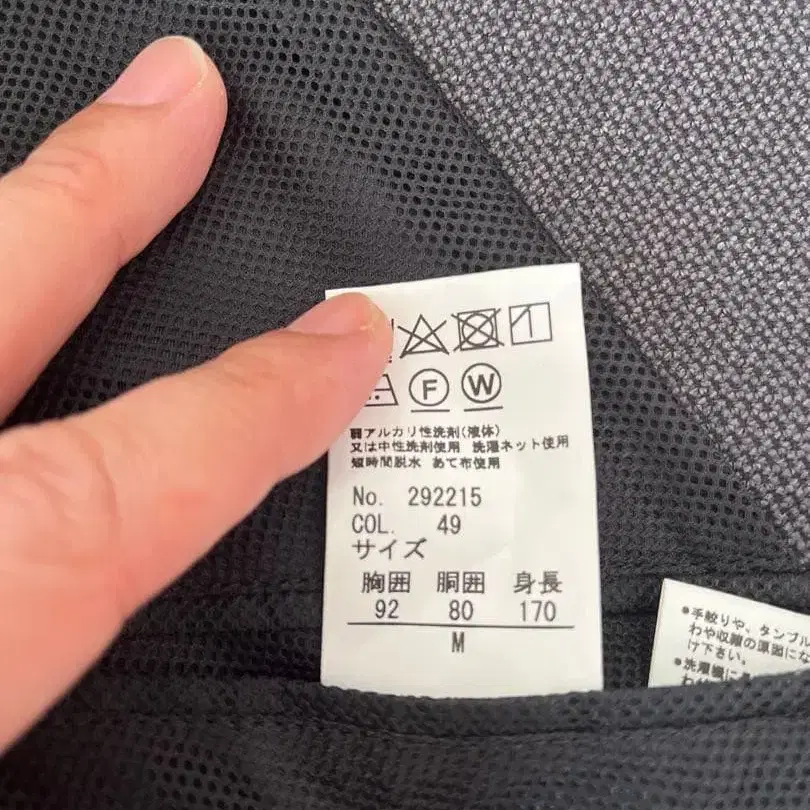 F W
弱アルカリ性洗剤(液体)
又は中性洗剤使用 洗濯ネット使用
短時間脱水 あて布使用
No. 292215
COL. 49
サイズ
胸囲 胴囲 身長
92 80 170
M
●手絞りや、タンブル
わや収縮の原因にな
け下さい。
●洗濯機に